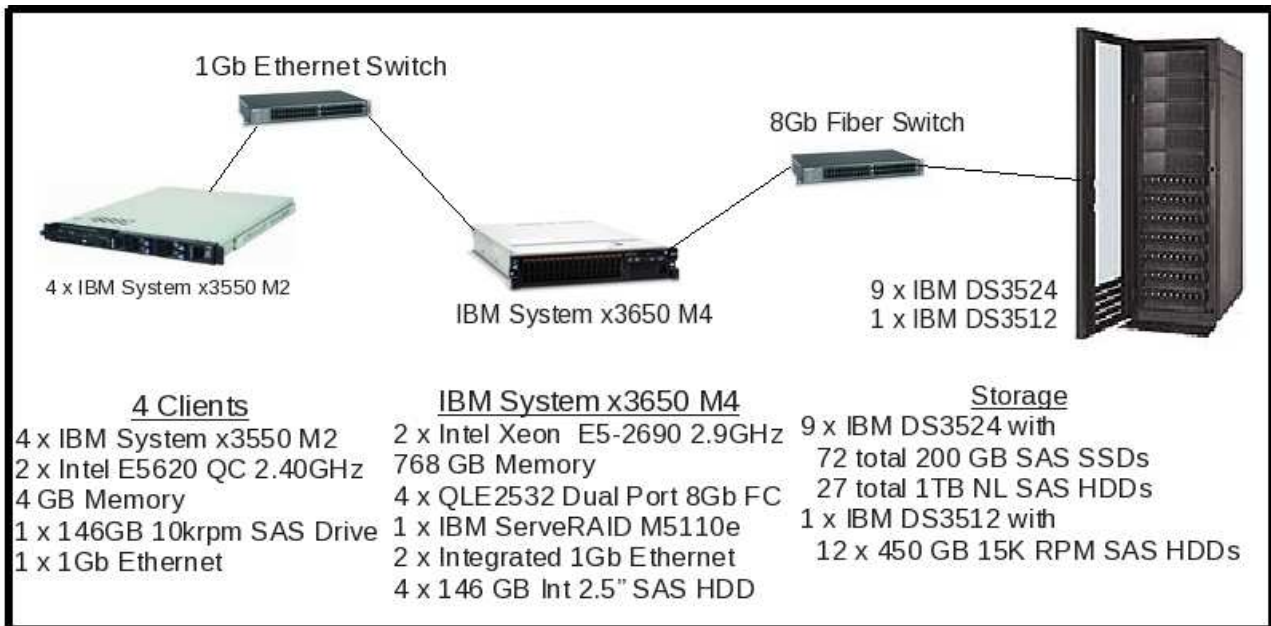 1Gb Ethernet Switch
8Gb Fiber Switch
4 x IBM System x3550 M2
IBM System x3650 M4
9 x IBM DS3524
1 x IBM DS3512
4 Clients
4 x IBM System x3550 M2
2 x Intel E5620 QC 2.40GHz
4 GB Memory
1 x 146GB 10krpm SAS Drive
1 x 1Gb Ethernet
IBM System x3650 M4
2 x Intel Xeon E5-2690 2.9GHz
768 GB Memory
4 x QLE2532 Dual Port 8Gb FC
1 x IBM ServeRAID M5110e
2 x Integrated 1Gb Ethernet
4 x 146 GB Int 2.5” SAS HDD
Storage
9 x IBM DS3524 with
72 total 200 GB SAS SSDs
27 total 1TB NL SAS HDDs
1 x IBM DS3512 with
12 x 450 GB 15K RPM SAS HDDs